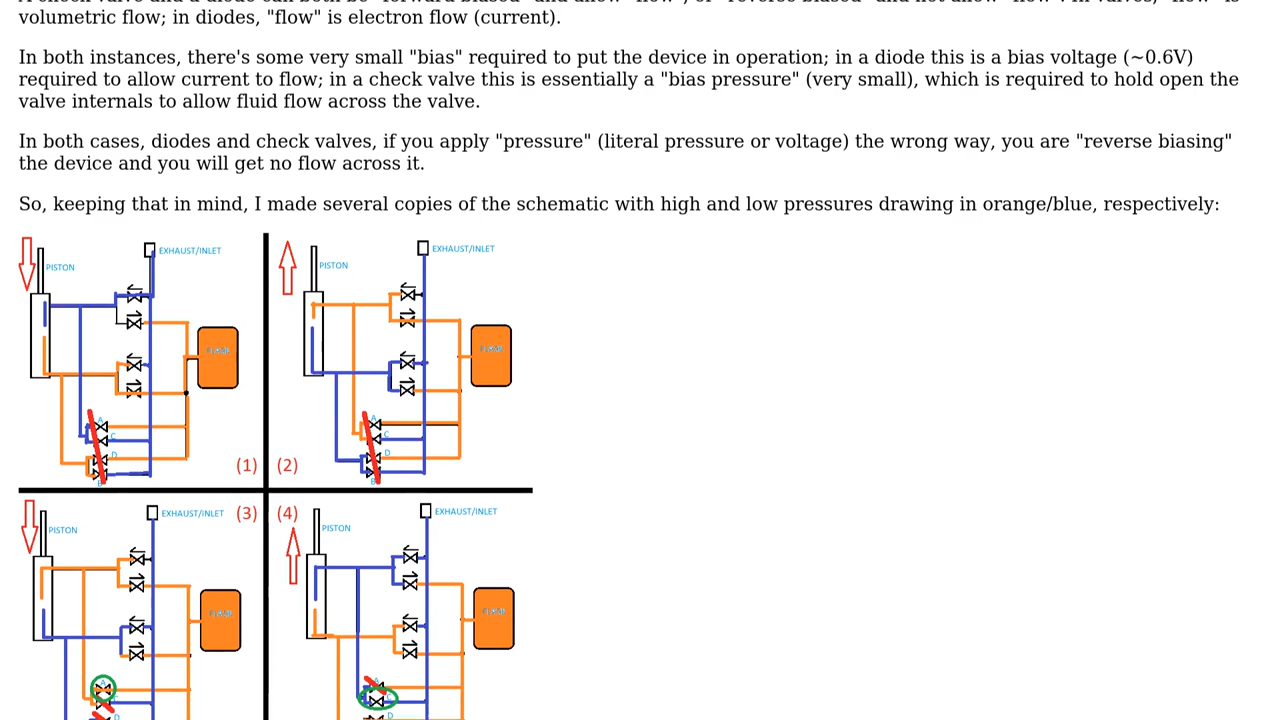 volumetric flow; in diodes, "flow" is electron flow (current).
In both instances, there's some very small "bias" required to put the device in operation; in a diode this is a bias voltage (~0.6V)
required to allow current to flow; in a check valve this is essentially a "bias pressure" (very small), which is required to hold open the
valve internals to allow fluid flow across the valve.
In both cases, diodes and check valves, if you apply "pressure" (literal pressure or voltage) the wrong way, you are "reverse biasing"
the device and you will get no flow across it.
So, keeping that in mind, I made several copies of the schematic with high and low pressures drawing in orange/blue, respectively:
EXHAUST/INLET
PISTON
A
C
D
B
(1)
EXHAUST/INLET
PISTON
A
C
D
B
(2)
EXHAUST/INLET
(3)
PISTON
A
D
(4)
EXHAUST/INLET
PISTON
A
C
D